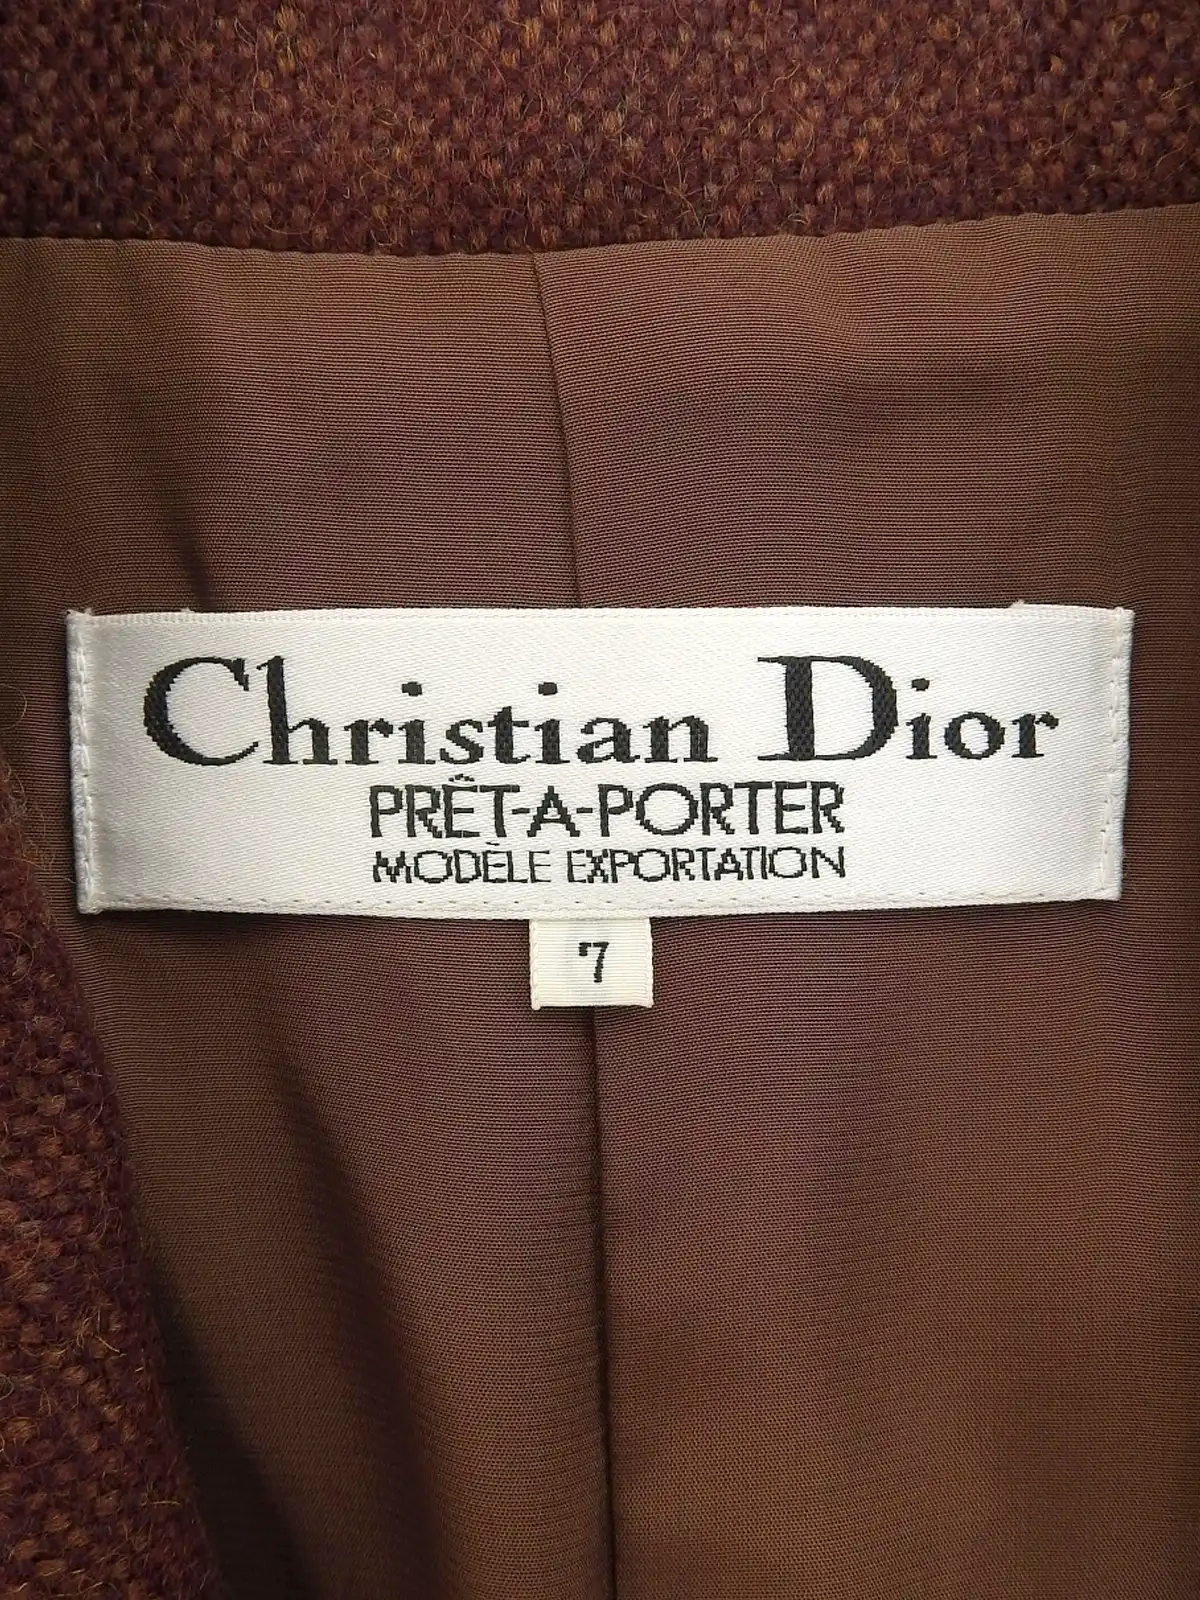 Christian Dior
PRÊT-A-PORTER
MODÈLE EXPORTATION
7